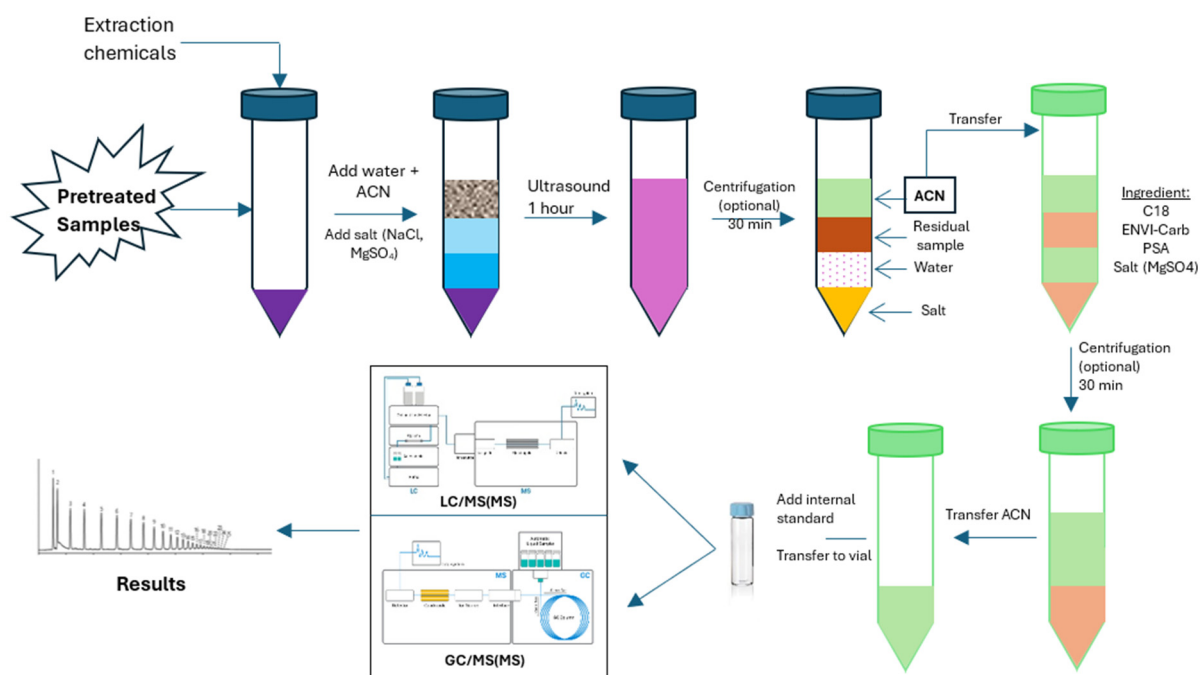 Extraction
chemicals
Pretreated
Samples
Add water +
ACN
Add salt (NaCl,
MgSO₄)
Ultrasound
1 hour
Centrifugation
(optional)
30 min
ACN
Residual
sample
Water
Salt
Transfer
Ingredient:
C18
ENVI-Carb
PSA
Salt (MgSO4)
Centrifugation
(optional)
30 min
Transfer ACN
Add internal
standard
Transfer to vial
LC
MS
LC/MS(MS)
MS
GC
GC/MS(MS)
Results